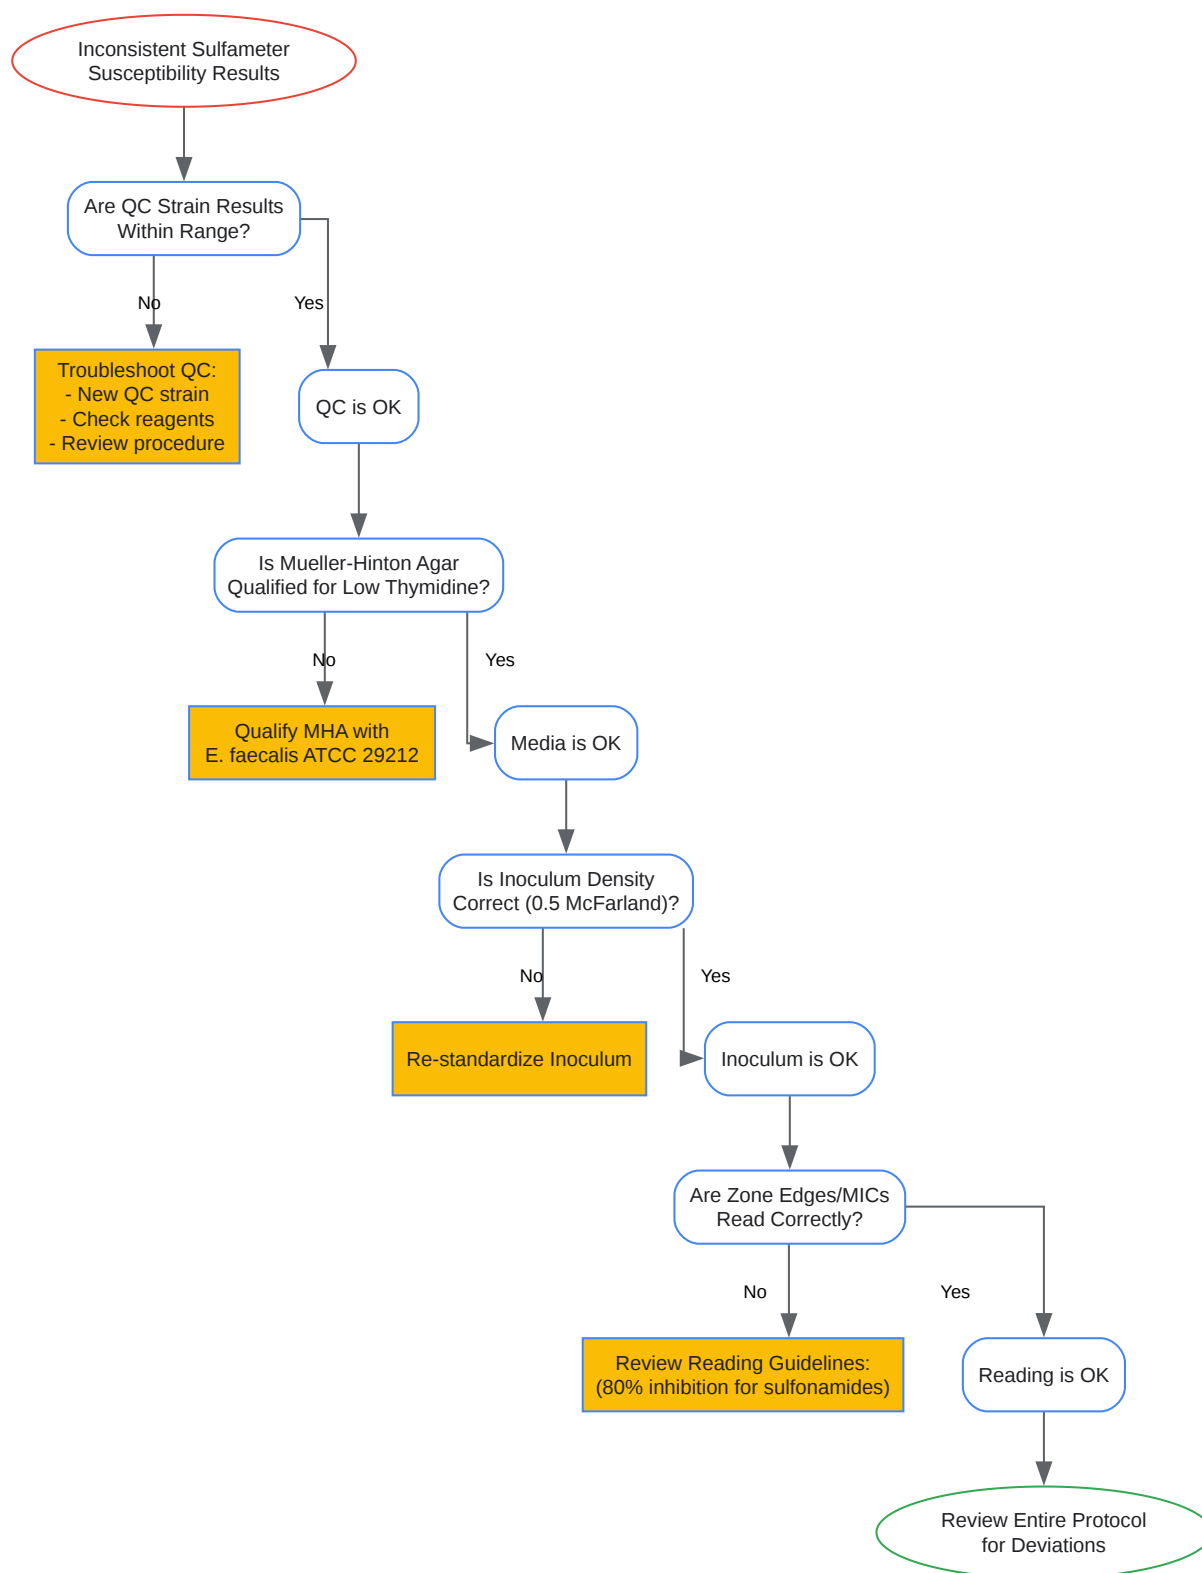 Inconsistent Sulfameter
Susceptibility Results
Are QC Strain Results
Within Range?
No
Yes
Troubleshoot QC:
- New QC strain
- Check reagents
- Review procedure
QC is OK
Is Mueller-Hinton Agar
Qualified for Low Thymidine?
No
Yes
Qualify MHA with
E. faecalis ATCC 29212
Media is OK
Is Inoculum Density
Correct (0.5 McFarland)?
No
Yes
Re-standardize Inoculum
Inoculum is OK
Are Zone Edges/MICs
Read Correctly?
No
Yes
Review Reading Guidelines:
(80% inhibition for sulfonamides)
Reading is OK
Review Entire Protocol
for Deviations